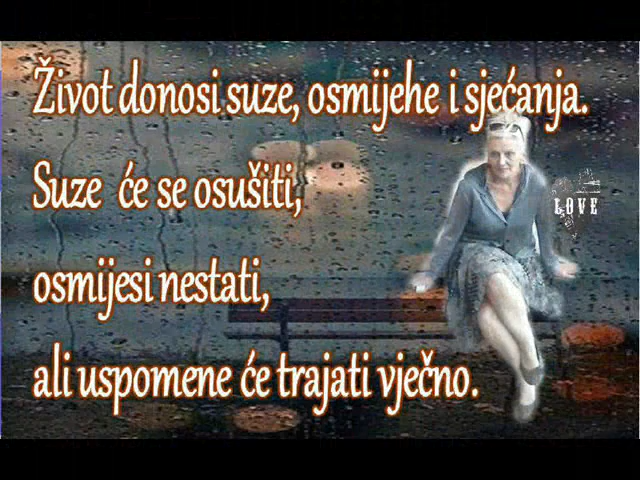 Život donosi suze, osmijehe i sjećanja.
Suze će se osušiti,
LOVE
osmijesi nestati,
ali uspomene će trajati vječno.